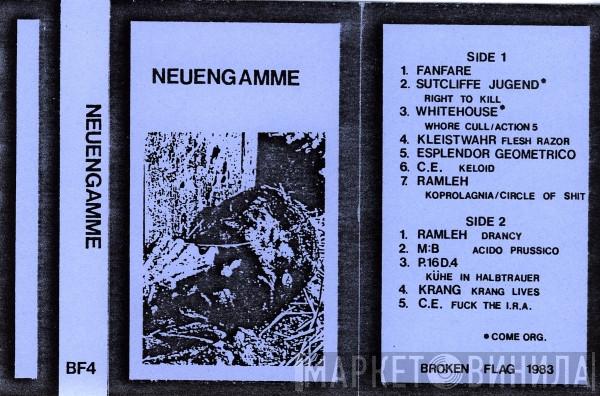 NEUENGAMME
BF4
NEUENGAMME
SIDE 1
1. FANFARE
2. SUTCLIFFE JUGEND*
RIGHT TO KILL
3. WHITEHOUSE*
WHORE CULL/ACTION 5
4. KLEISTWAHR FLESH RAZOR
5. ESPLENDOR GEOMETRICO
6. C.E. KELOID
7. RAMLEH
KOPROLAGNIA/CIRCLE OF SHIT
SIDE 2
1. RAMLEH DRANCY
2. M:B ACIDO PRUSSICO
3. P.16 D.4
KÜHE IN HALBTRAUER
4. KRANG KRANG LIVES
5. C.E. FUCK THE I.R.A.
*COME ORG.
BROKEN FLAG 1983
МАРКЕТ ВИНИЛА